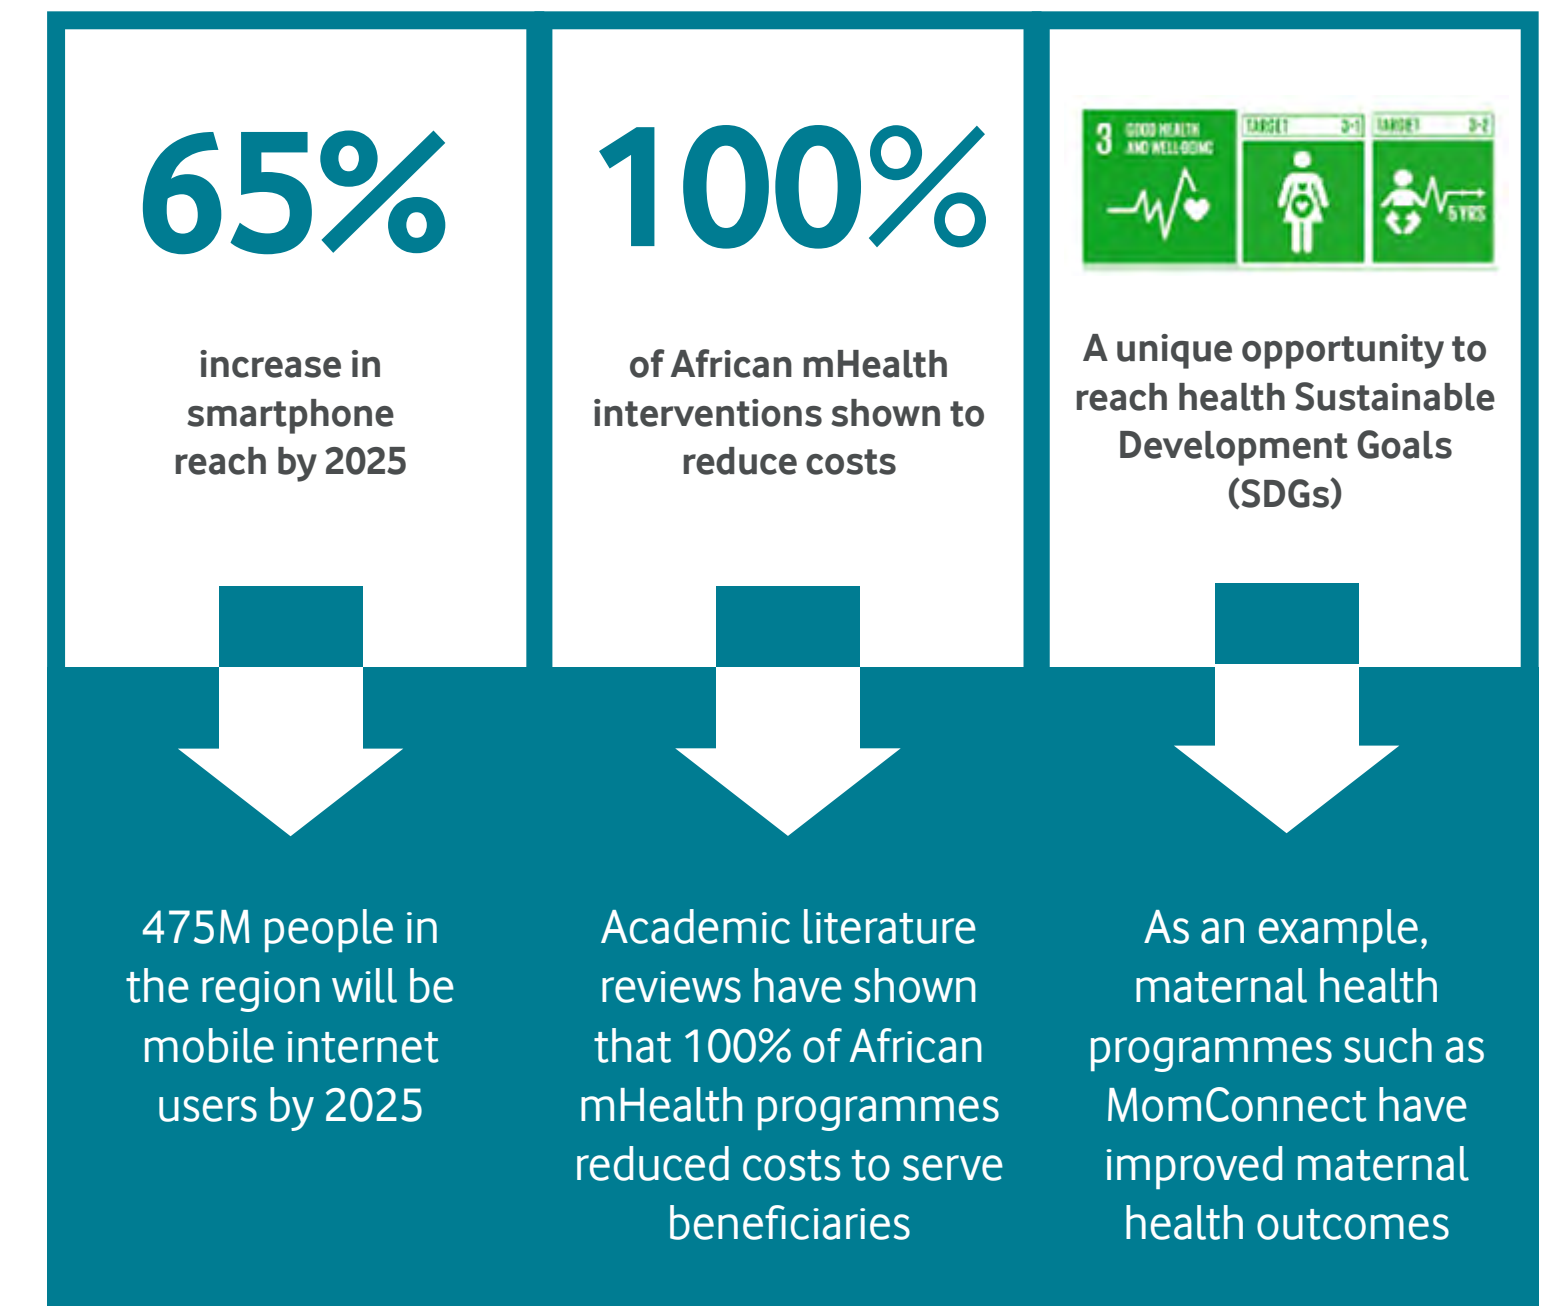 65%
increase in
smartphone
reach by 2025
475M people in
the region will be
mobile internet
users by 2025
100%
of African mHealth
interventions shown to
reduce costs
Academic literature
reviews have shown
that 100% of African
mHealth programmes
reduced costs to serve
beneficiaries
3 GOOD HEALTH
AND WELL-BEING
TARGET 3·1
TARGET 3·2
5 YRS
A unique opportunity to
reach health Sustainable
Development Goals
(SDGs)
As an example,
maternal health
programmes such as
MomConnect have
improved maternal
health outcomes